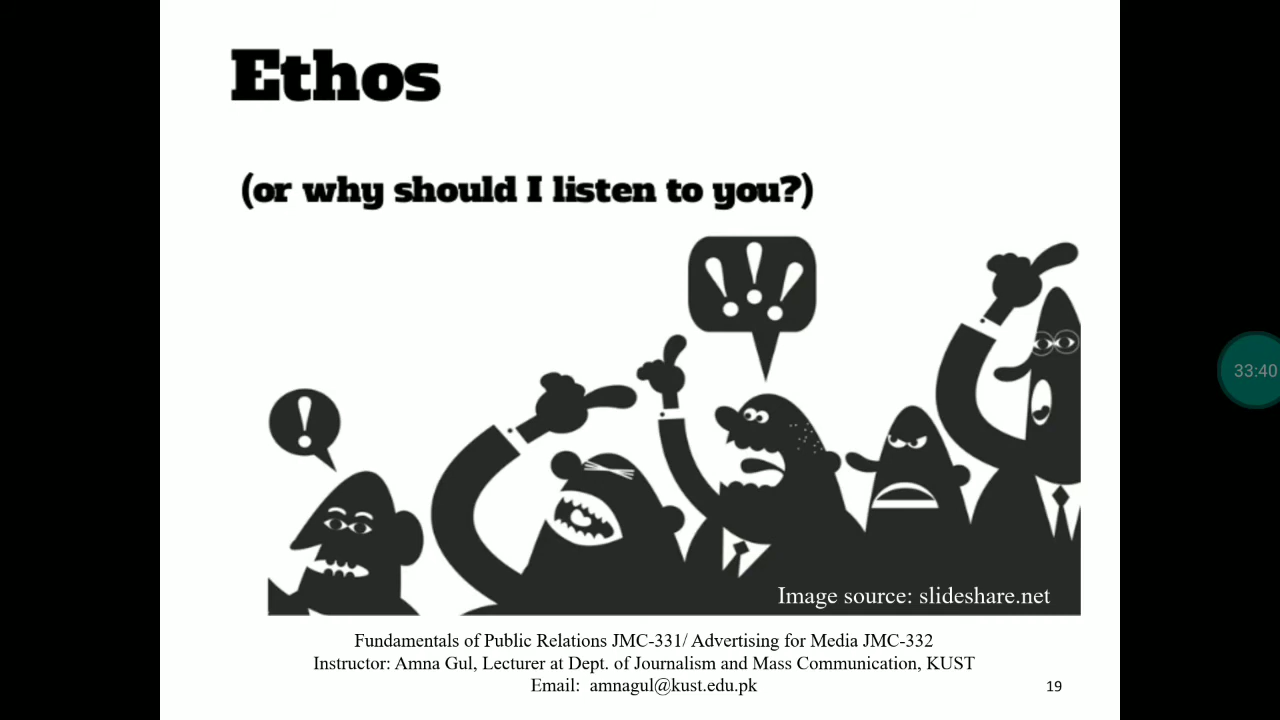 Ethos
(or why should I listen to you?)
!
! ! !
33:40
Image source: slideshare.net
Fundamentals of Public Relations JMC-331/ Advertising for Media JMC-332
Instructor: Amna Gul, Lecturer at Dept. of Journalism and Mass Communication, KUST
Email:  amnagul@kust.edu.pk
19